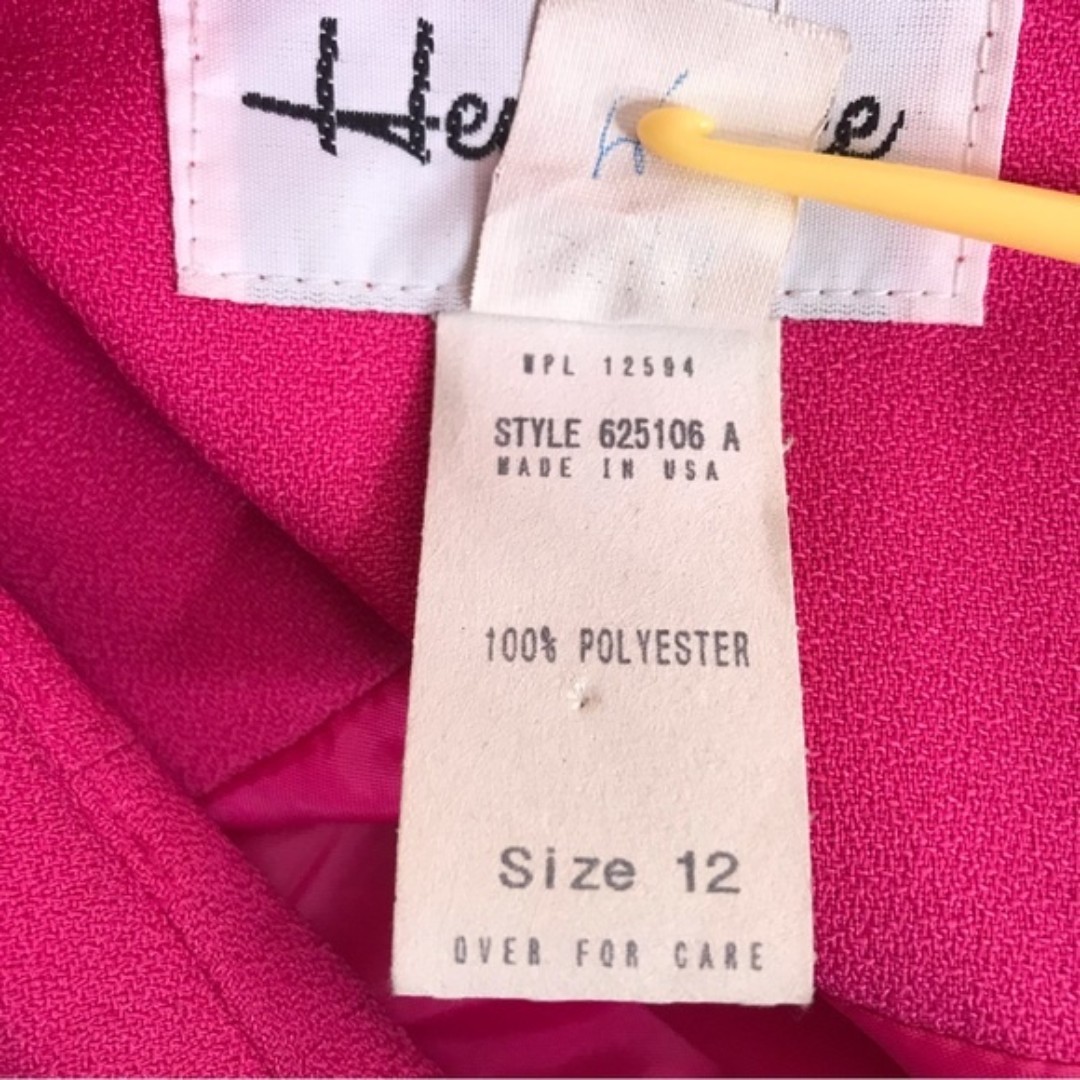 WPL 12594
STYLE 625106 A
MADE IN USA
100% POLYESTER
Size 12
OVER FOR CARE